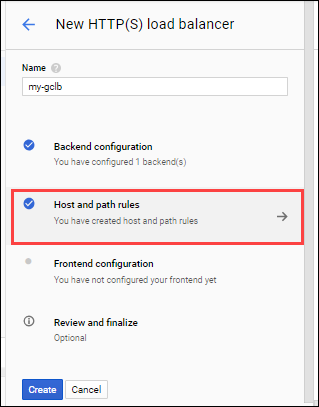 New HTTP(S) load balancer
Name
my-gclb
Backend configuration
You have configured 1 backend(s)
Host and path rules
You have created host and path rules
Frontend configuration
You have not configured your frontend yet
Review and finalize
Optional
Create Cancel